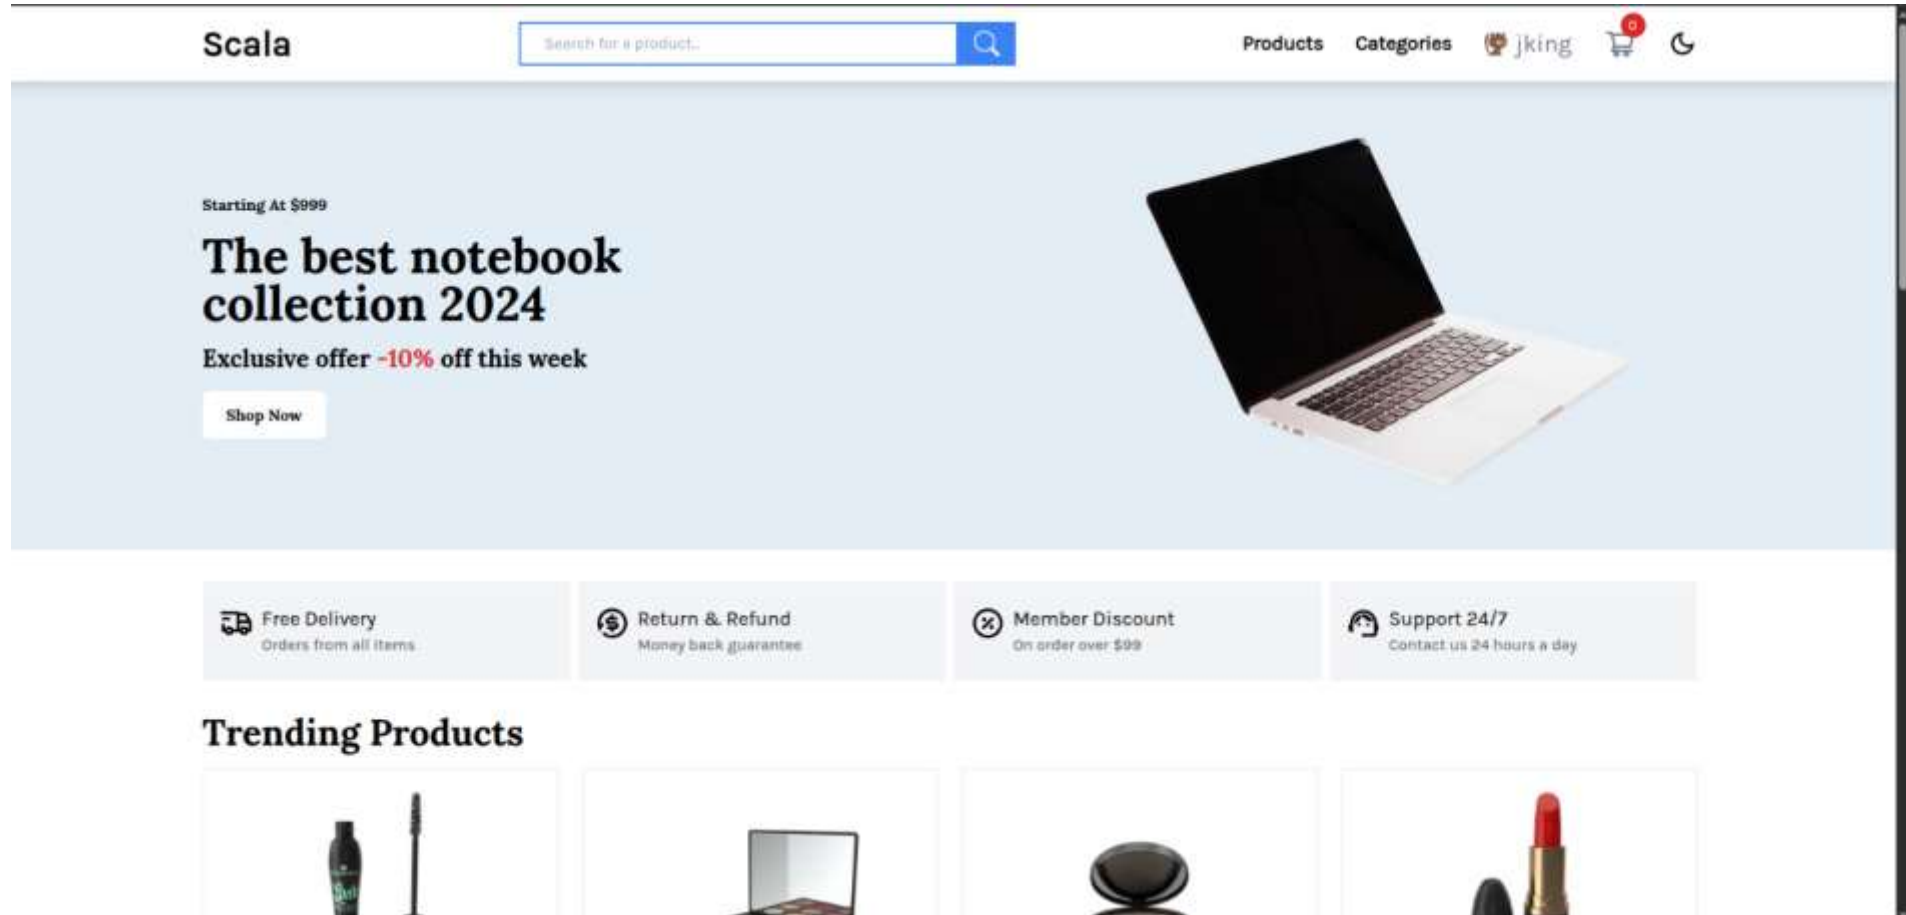 Scala
Search for a product..
Products
Categories
jking
0
Starting At $999
The best notebook
collection 2024
Exclusive offer -10% off this week
Shop Now
Free Delivery
Orders from all items
Return & Refund
Money back guarantee
Member Discount
On order over $99
Support 24/7
Contact us 24 hours a day
Trending Products